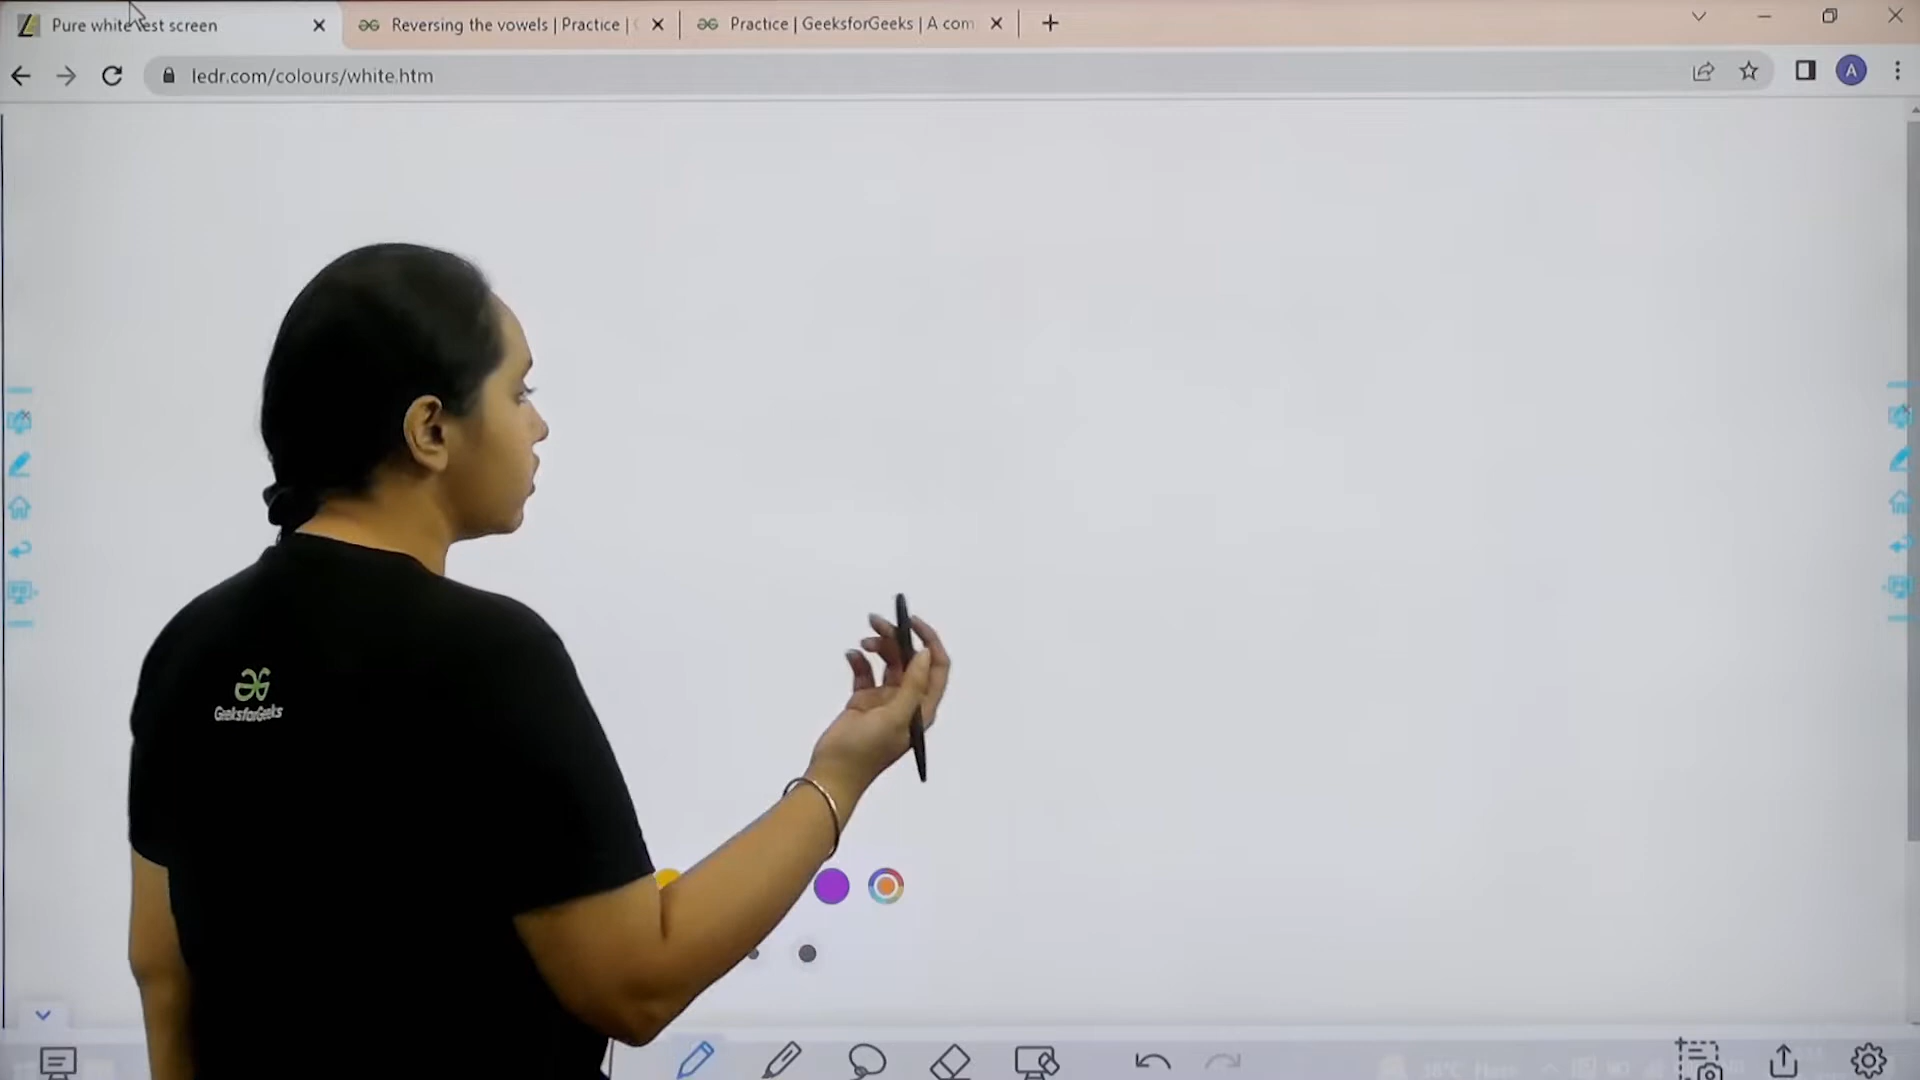 Pure white test screen
Reversing the vowels | Practice |
Practice | GeeksforGeeks | A com
ledr.com/colours/white.htm
A
GeeksforGeeks